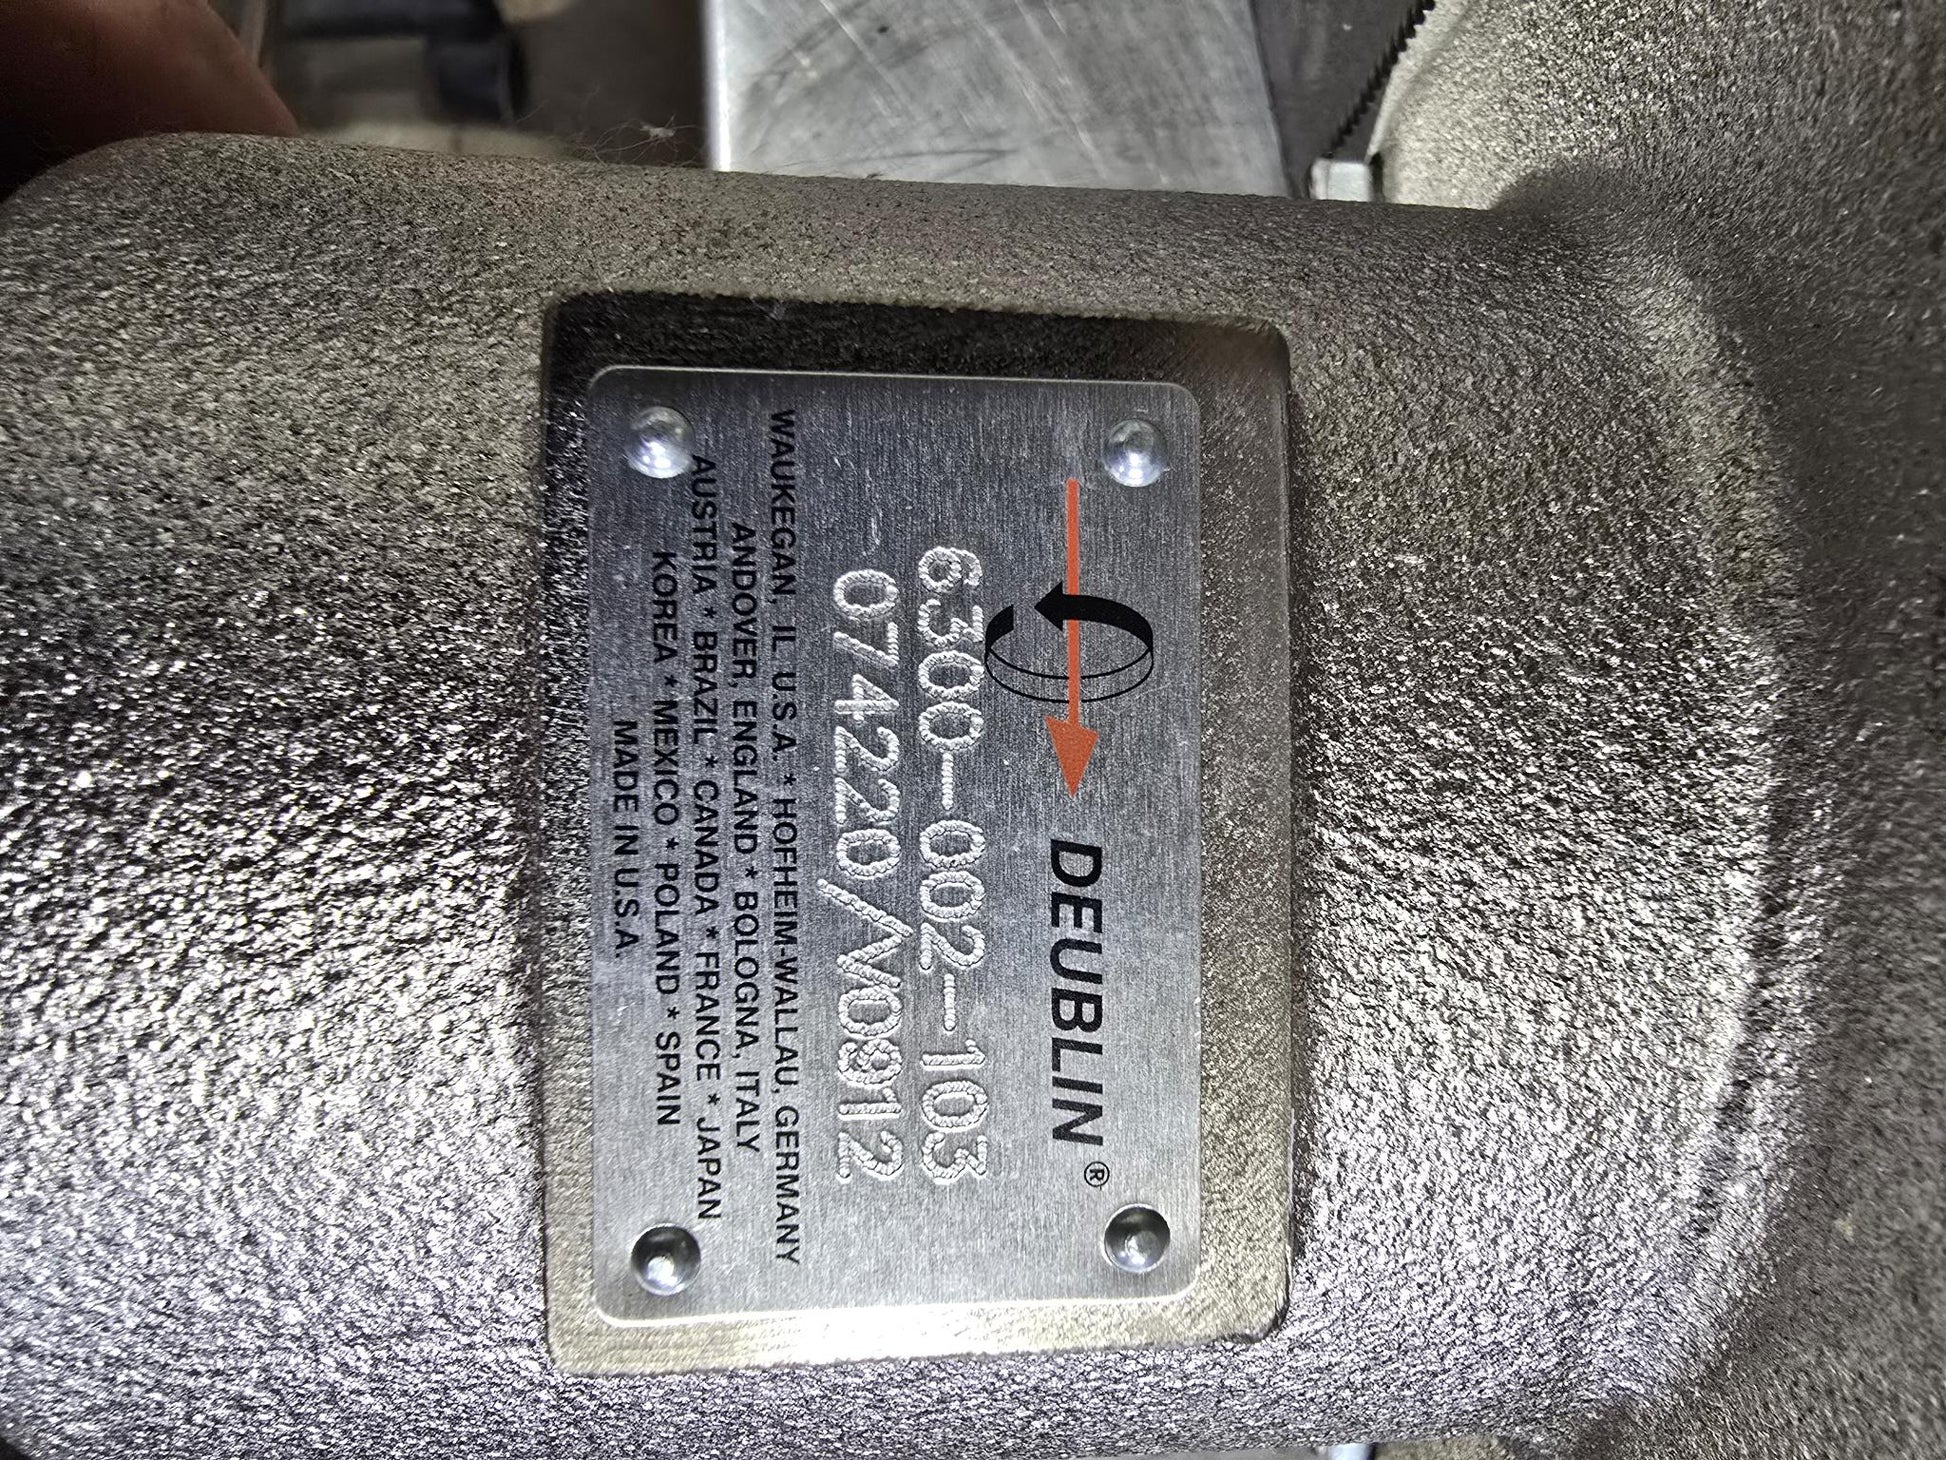 DEUBLIN®
6300-002-103
074220/V0912
WAUKEGAN, IL U.S.A. * HOFHEIM-WALLAU, GERMANY
ANDOVER, ENGLAND * BOLOGNA, ITALY
AUSTRIA * BRAZIL * CANADA * FRANCE * JAPAN
KOREA * MEXICO * POLAND * SPAIN
MADE IN U.S.A.